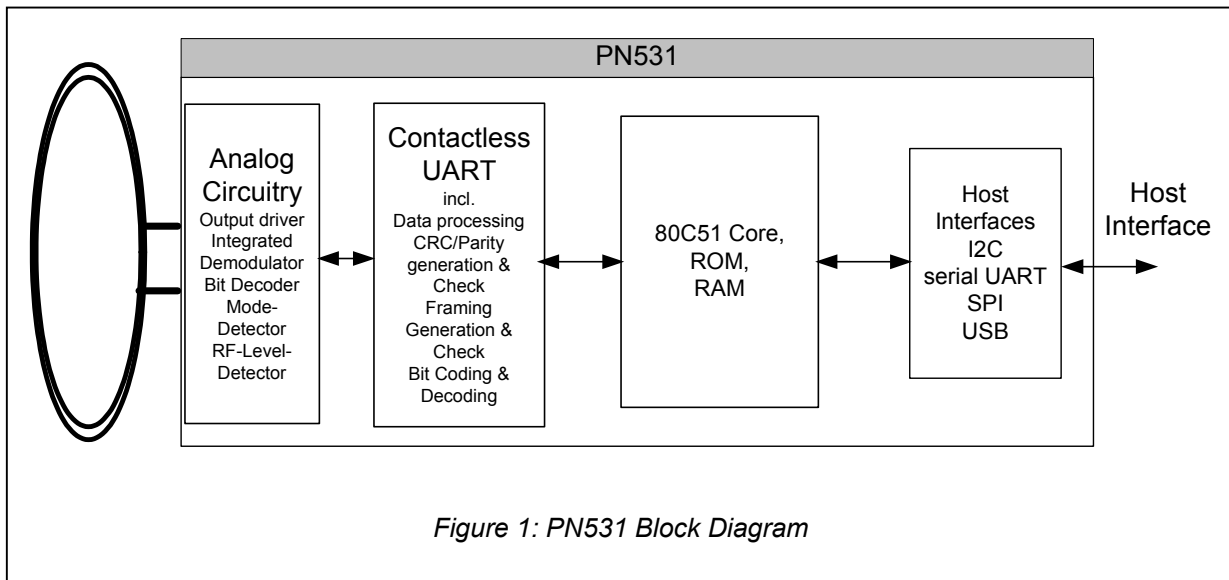 PN531
Analog
Circuitry
Output driver
Integrated
Demodulator
Bit Decoder
Mode-
Detector
RF-Level-
Detector
Contactless
UART
incl.
Data processing
CRC/Parity
generation &
Check
Framing
Generation &
Check
Bit Coding &
Decoding
80C51 Core,
ROM,
RAM
Host
Interfaces
I2C
serial UART
SPI
USB
Host
Interface
Figure 1: PN531 Block Diagram